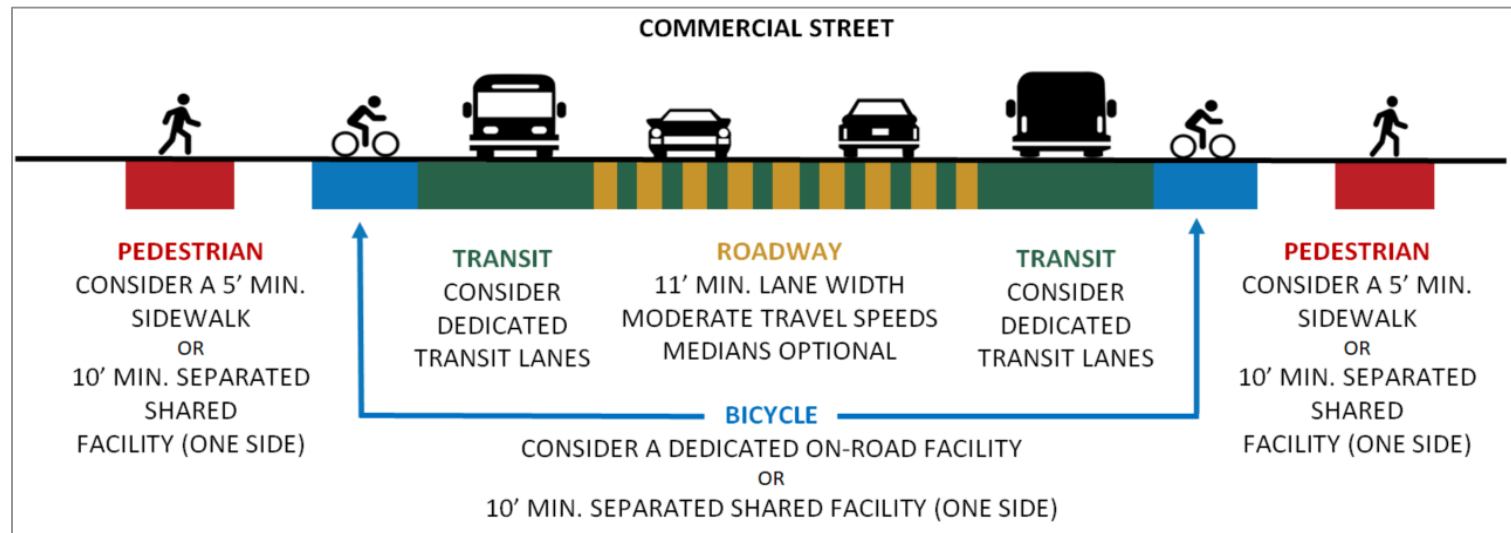 COMMERCIAL STREET
PEDESTRIAN
CONSIDER A 5’ MIN.
SIDEWALK
OR
10’ MIN. SEPARATED
SHARED
FACILITY (ONE SIDE)
TRANSIT
CONSIDER
DEDICATED
TRANSIT LANES
ROADWAY
11’ MIN. LANE WIDTH
MODERATE TRAVEL SPEEDS
MEDIANS OPTIONAL
TRANSIT
CONSIDER
DEDICATED
TRANSIT LANES
PEDESTRIAN
CONSIDER A 5’ MIN.
SIDEWALK
OR
10’ MIN. SEPARATED
SHARED
FACILITY (ONE SIDE)
BICYCLE
CONSIDER A DEDICATED ON-ROAD FACILITY
OR
10’ MIN. SEPARATED SHARED FACILITY (ONE SIDE)